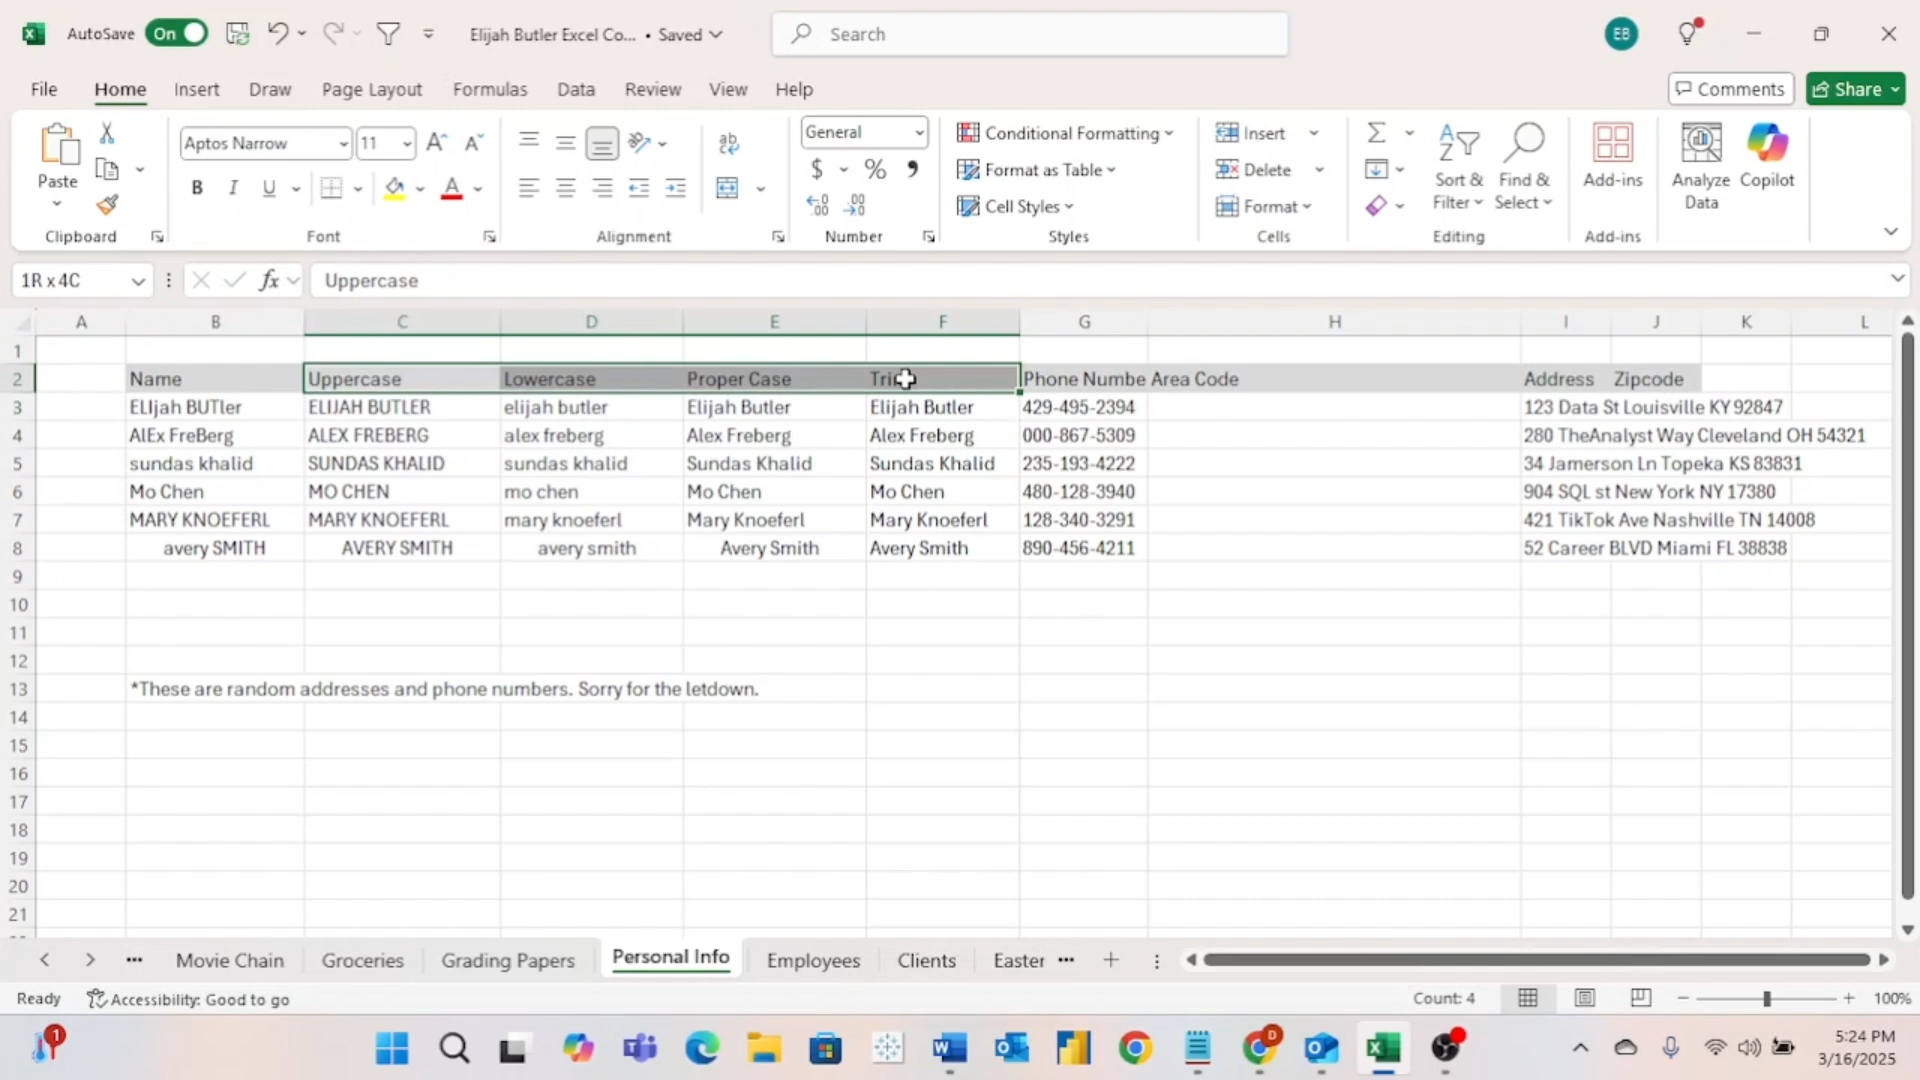 AutoSave On Elijah Butler Excel Co... • Saved Search EB
File Home Insert Draw Page Layout Formulas Data Review View Help Comments Share
Paste Aptos Narrow 11 General Conditional Formatting Insert
B I U $ % Format as Table Delete Sort & Filter Find & Select Add-ins Analyze Data Copilot
Cell Styles Format
Clipboard Font Alignment Number Styles Cells Editing Add-ins
1R x 4C fx Uppercase
A B C D E F G H I J K L
1
2 Name Uppercase Lowercase Proper Case Phone Numbe Area Code Address Zipcode
3 ELIjah BUTler ELIJAH BUTLER elijah butler Elijah Butler Elijah Butler 429-495-2394 123 Data St Louisville KY 92847
4 AlEx FreBerg ALEX FREBERG alex freberg Alex Freberg Alex Freberg 000-867-5309 280 TheAnalyst Way Cleveland OH 54321
5 sundas khalid SUNDAS KHALID sundas khalid Sundas Khalid Sundas Khalid 235-193-4222 34 Jamerson Ln Topeka KS 83831
6 Mo Chen MO CHEN mo chen Mo Chen Mo Chen 480-128-3940 904 SQL st New York NY 17380
7 MARY KNOEFERL MARY KNOEFERL mary knoeferl Mary Knoeferl Mary Knoeferl 128-340-3291 421 TikTok Ave Nashville TN 14008
8 avery SMITH AVERY SMITH avery smith Avery Smith Avery Smith 890-456-4211 52 Career BLVD Miami FL 38838
9
10
11
12
13 *These are random addresses and phone numbers. Sorry for the letdown.
14
15
16
17
18
19
20
21
Movie Chain Groceries Grading Papers Personal Info Employees Clients Easter
Ready Accessibility: Good to go Count: 4 100%
5:24 PM
3/16/2025